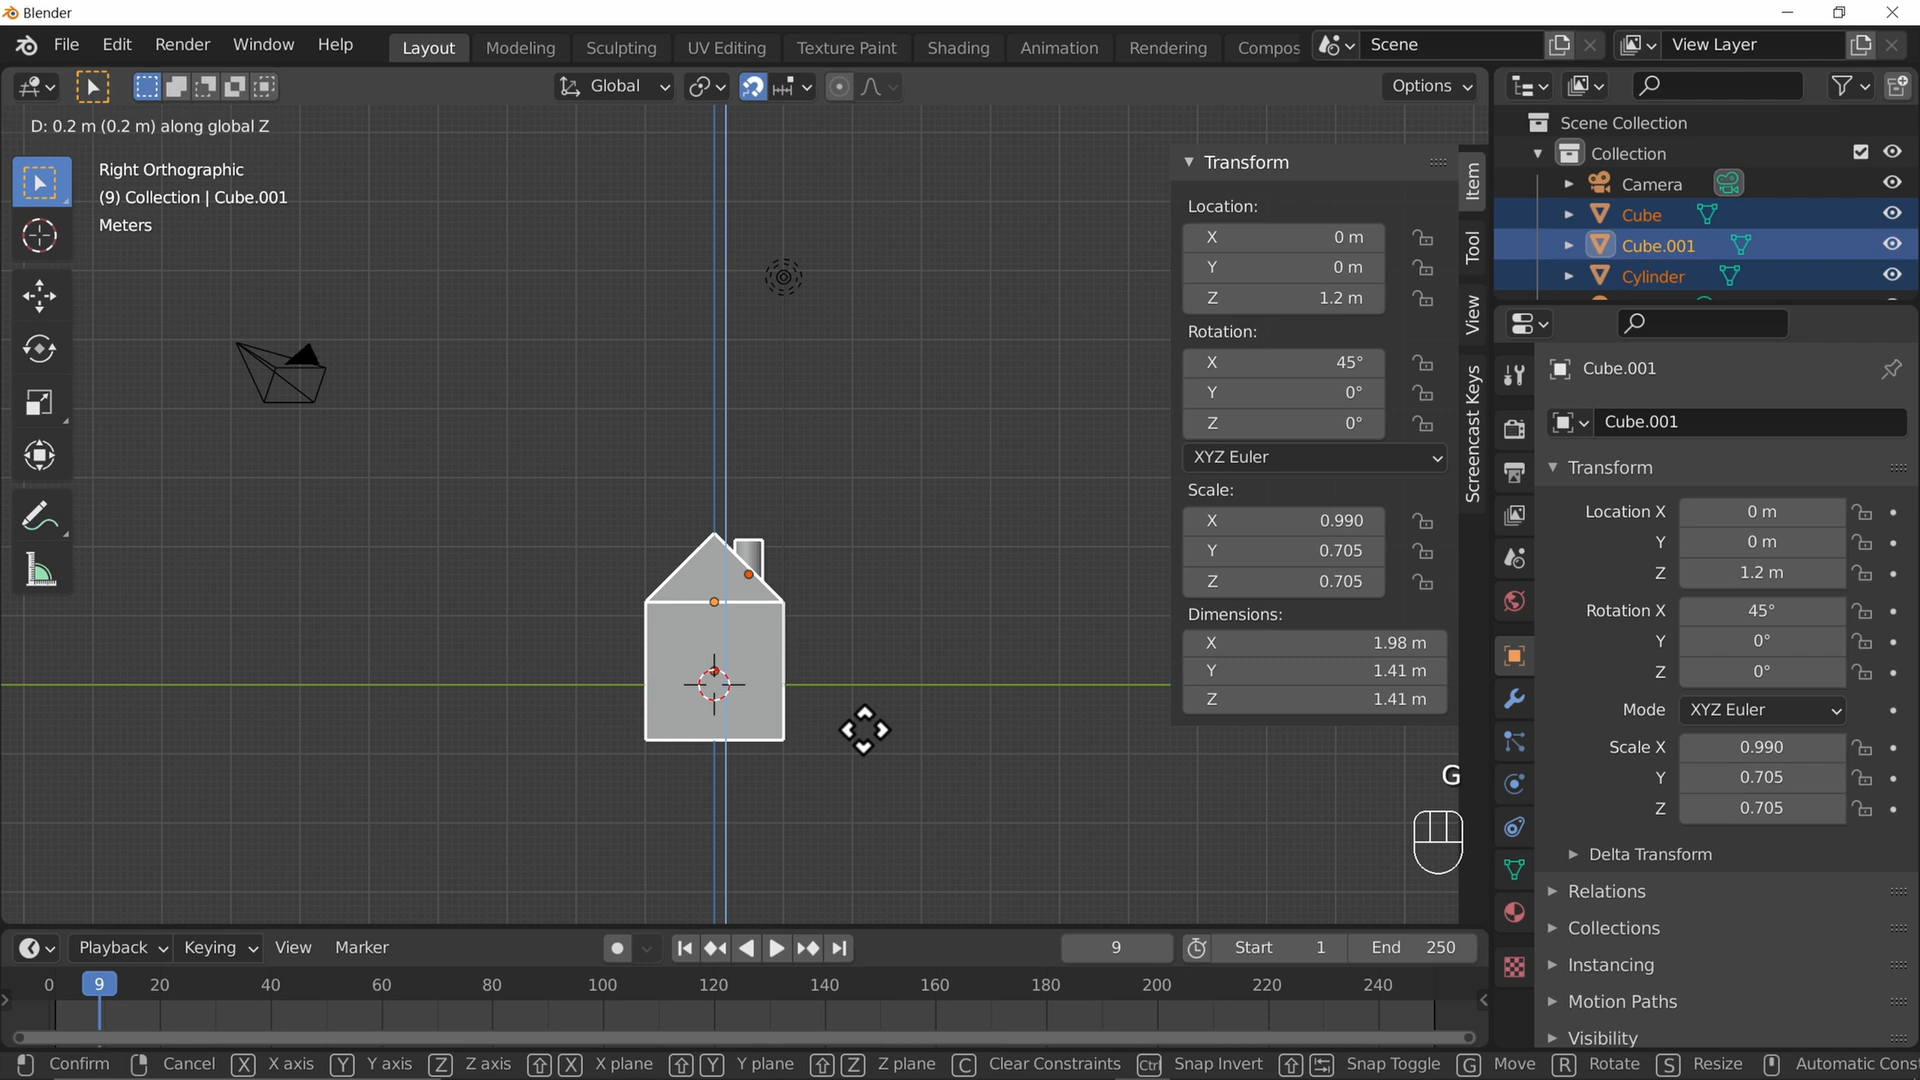 Blender
File Edit Render Window Help Layout Modeling Sculpting UV Editing Texture Paint Shading Animation Rendering Compos Scene View Layer
Global Options
D: 0.2 m (0.2 m) along global Z
Right Orthographic
(9) Collection | Cube.001
Meters
Transform
Location:
X 0 m
Y 0 m
Z 1.2 m
Rotation:
X 45°
Y 0°
Z 0°
XYZ Euler
Scale:
X 0.990
Y 0.705
Z 0.705
Dimensions:
X 1.98 m
Y 1.41 m
Z 1.41 m
Item
Tool
View
Screencast Keys
G
Scene Collection
Collection
Camera
Cube
Cube.001
Cylinder
Cube.001
Cube.001
Transform
Location X 0 m
Y 0 m
Z 1.2 m
Rotation X 45°
Y 0°
Z 0°
Mode XYZ Euler
Scale X 0.990
Y 0.705
Z 0.705
Delta Transform
Relations
Collections
Instancing
Motion Paths
Visibility
Playback Keying View Marker 9 Start 1 End 250
0 9 20 40 60 80 100 120 140 160 180 200 220 240
Confirm Cancel X X axis Y Y axis Z Z axis X X plane Y Y plane Z Z plane C Clear Constraints Ctrl Snap Invert Snap Toggle G Move R Rotate S Resize Automatic Cons